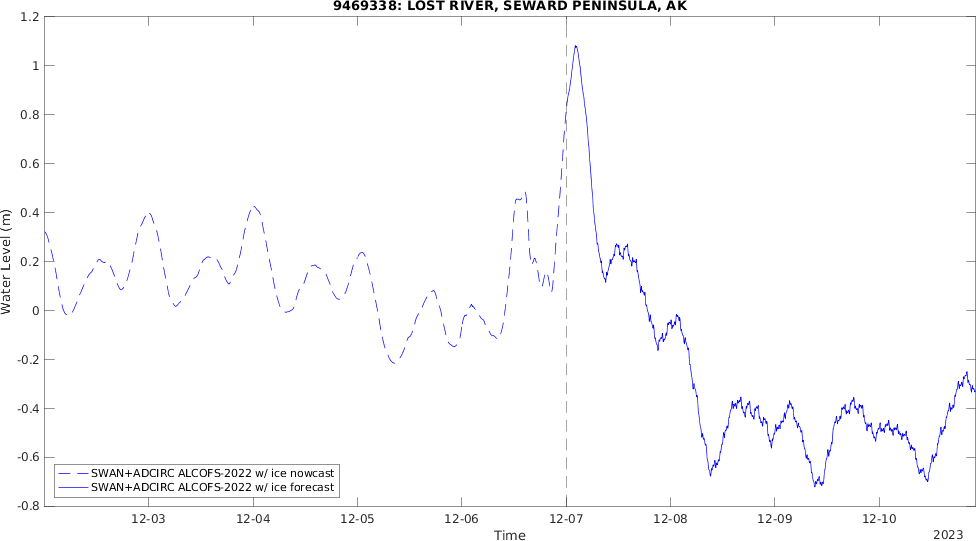 9469338: LOST RIVER, SEWARD PENINSULA, AK
1.2
1
0.8
0.6
0.4
0.2
0
-0.2
-0.4
-0.6
-0.8
Water Level (m)
SWAN+ADCIRC ALCOFS-2022 w/ ice nowcast
SWAN+ADCIRC ALCOFS-2022 w/ ice forecast
12-03 12-04 12-05 12-06 12-07 12-08 12-09 12-10
Time
2023